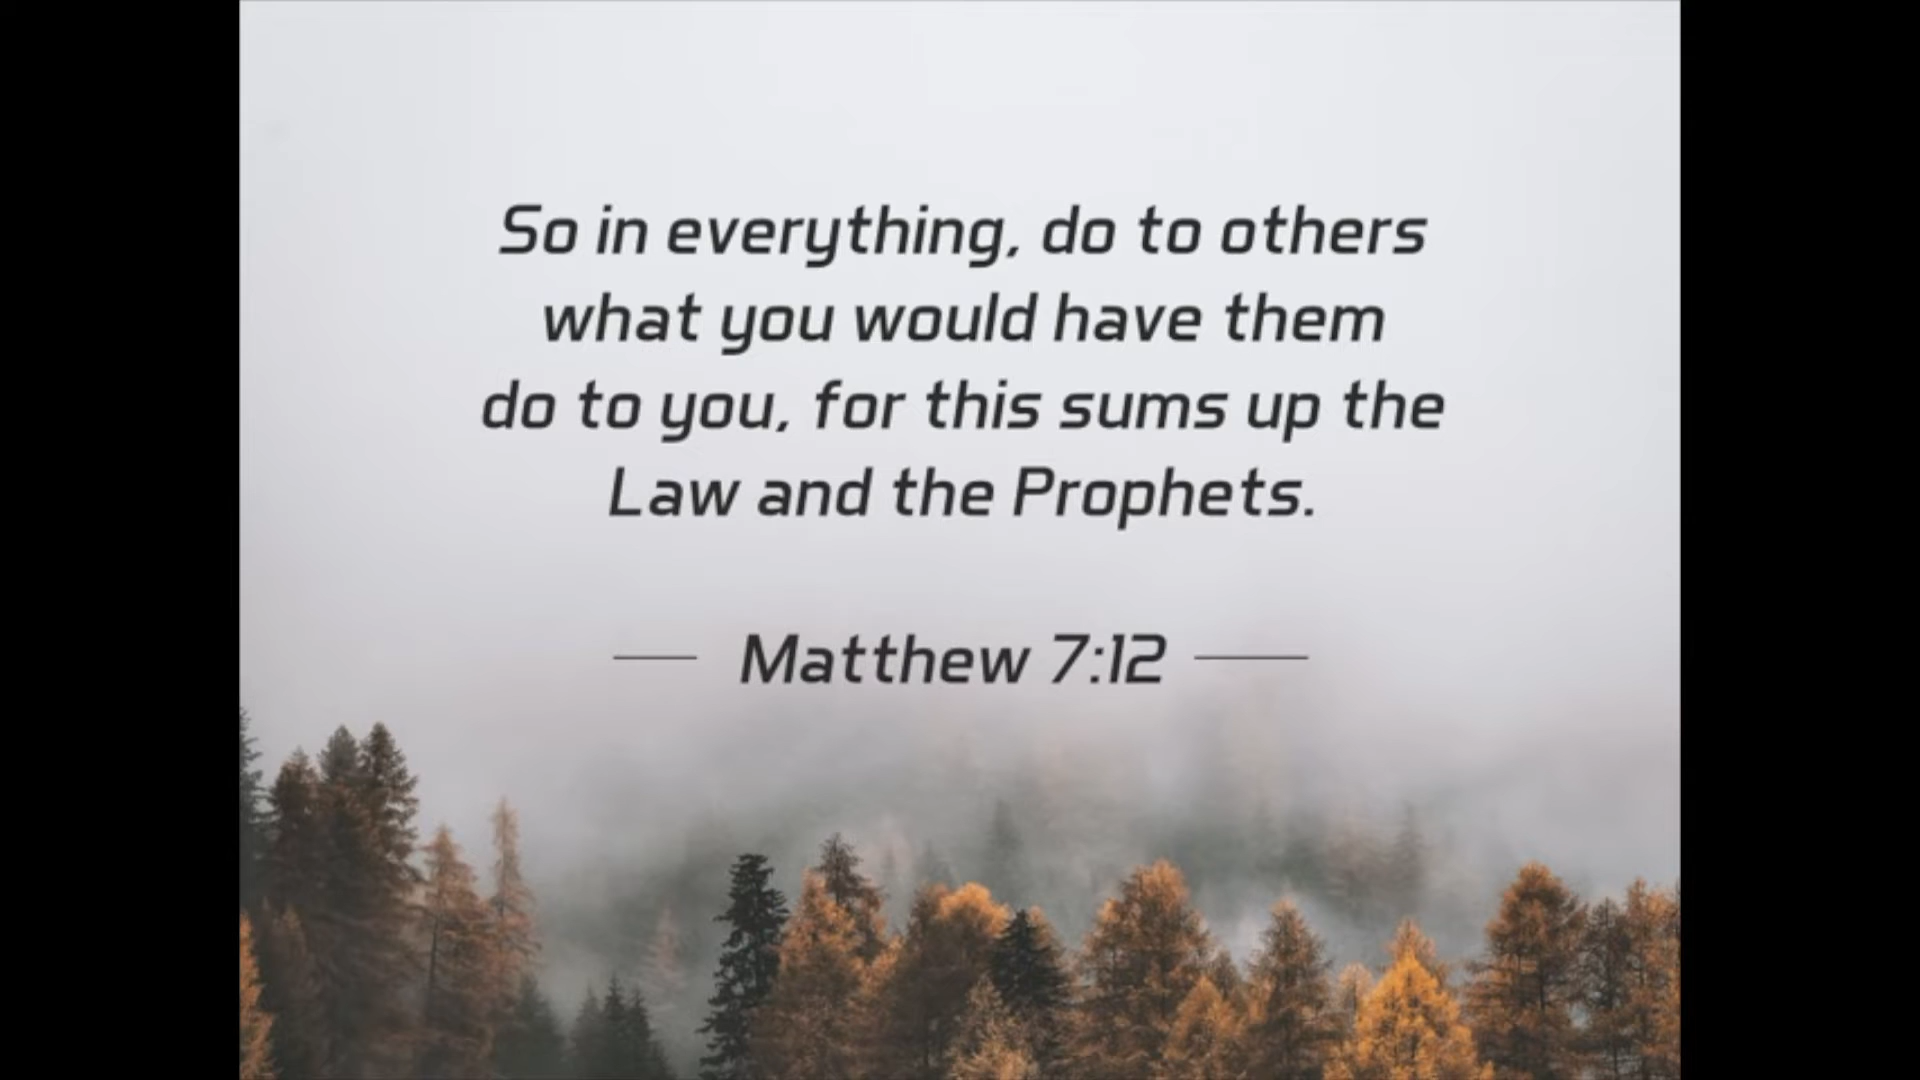 So in everything, do to others
what you would have them
do to you, for this sums up the
Law and the Prophets.
Matthew 7:12